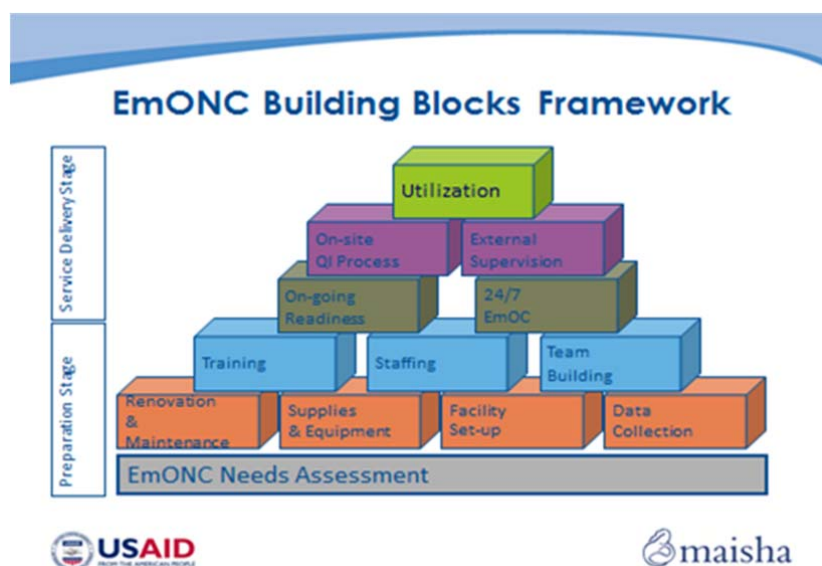 EmONC Building Blocks Framework
Service Delivery Stage
Utilization
On-site
QI Process
External
Supervision
On-going
Readiness
24/7
EmOC
Preparation Stage
Training
Staffing
Team
Building
Renovation
&
Maintenance
Supplies
& Equipment
Facility
Set-up
Data
Collection
EmONC Needs Assessment
USAID
FROM THE AMERICAN PEOPLE
maisha